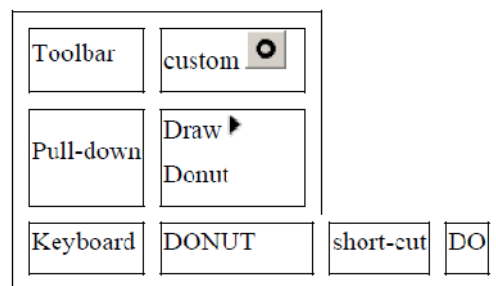 Toolbar custom
Pull-down Draw
Donut
Keyboard DONUT short-cut DO